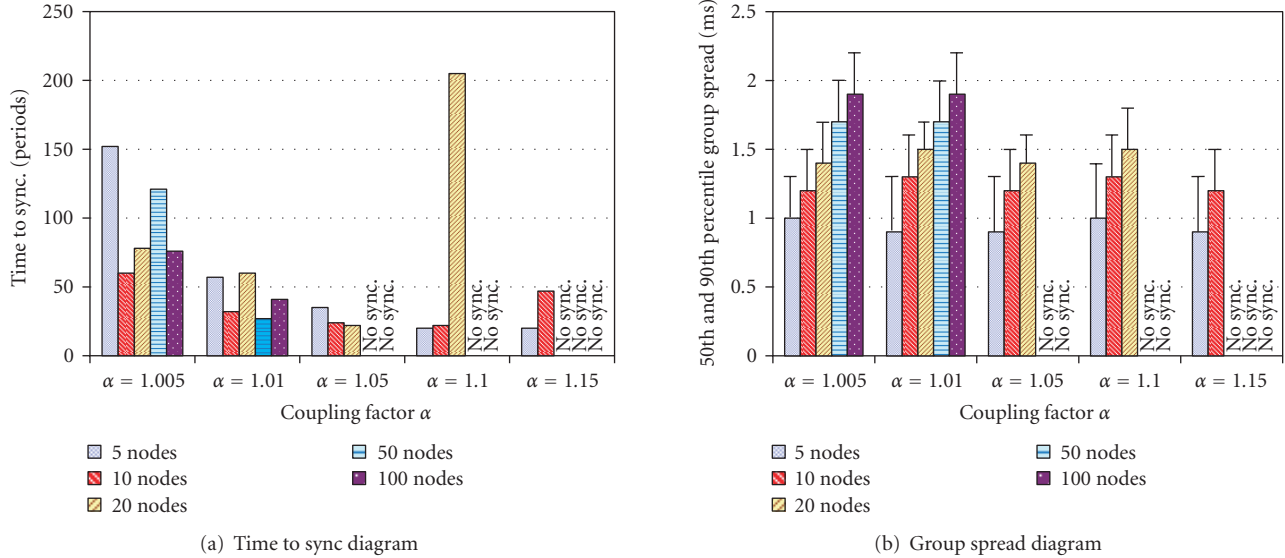 250
200
150
100
50
0
Time to sync. (periods)
No sync.
No sync.
No sync.
No sync.
No sync.
No sync.
No sync.
α = 1.005
α = 1.01
α = 1.05
α = 1.1
α = 1.15
Coupling factor α
5 nodes
10 nodes
20 nodes
50 nodes
100 nodes
(a) Time to sync diagram
2.5
2
1.5
1
0.5
0
50th and 90th percentile group spread (ms)
No sync.
No sync.
No sync.
No sync.
No sync.
No sync.
No sync.
α = 1.005
α = 1.01
α = 1.05
α = 1.1
α = 1.15
Coupling factor α
5 nodes
10 nodes
20 nodes
50 nodes
100 nodes
(b) Group spread diagram